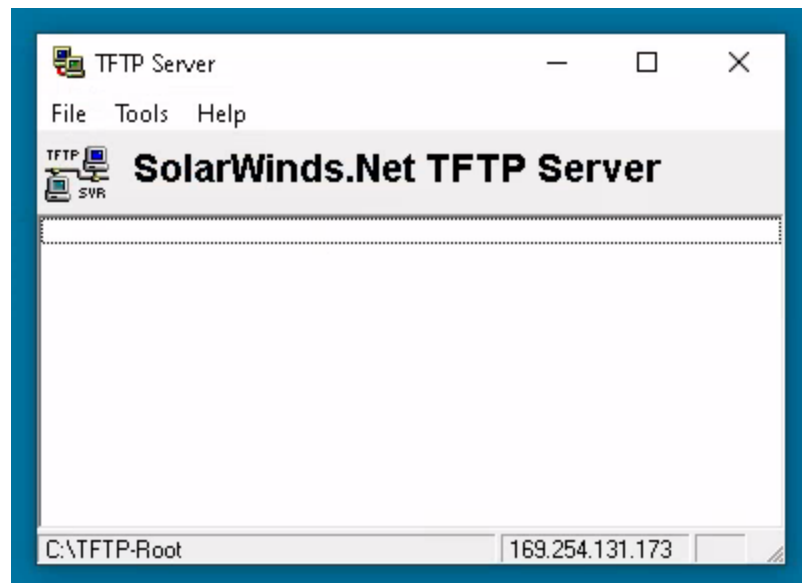 TFTP Server
File Tools Help
TFTP
SVR
SolarWinds.Net TFTP Server
C:\TFTP-Root
169.254.131.173